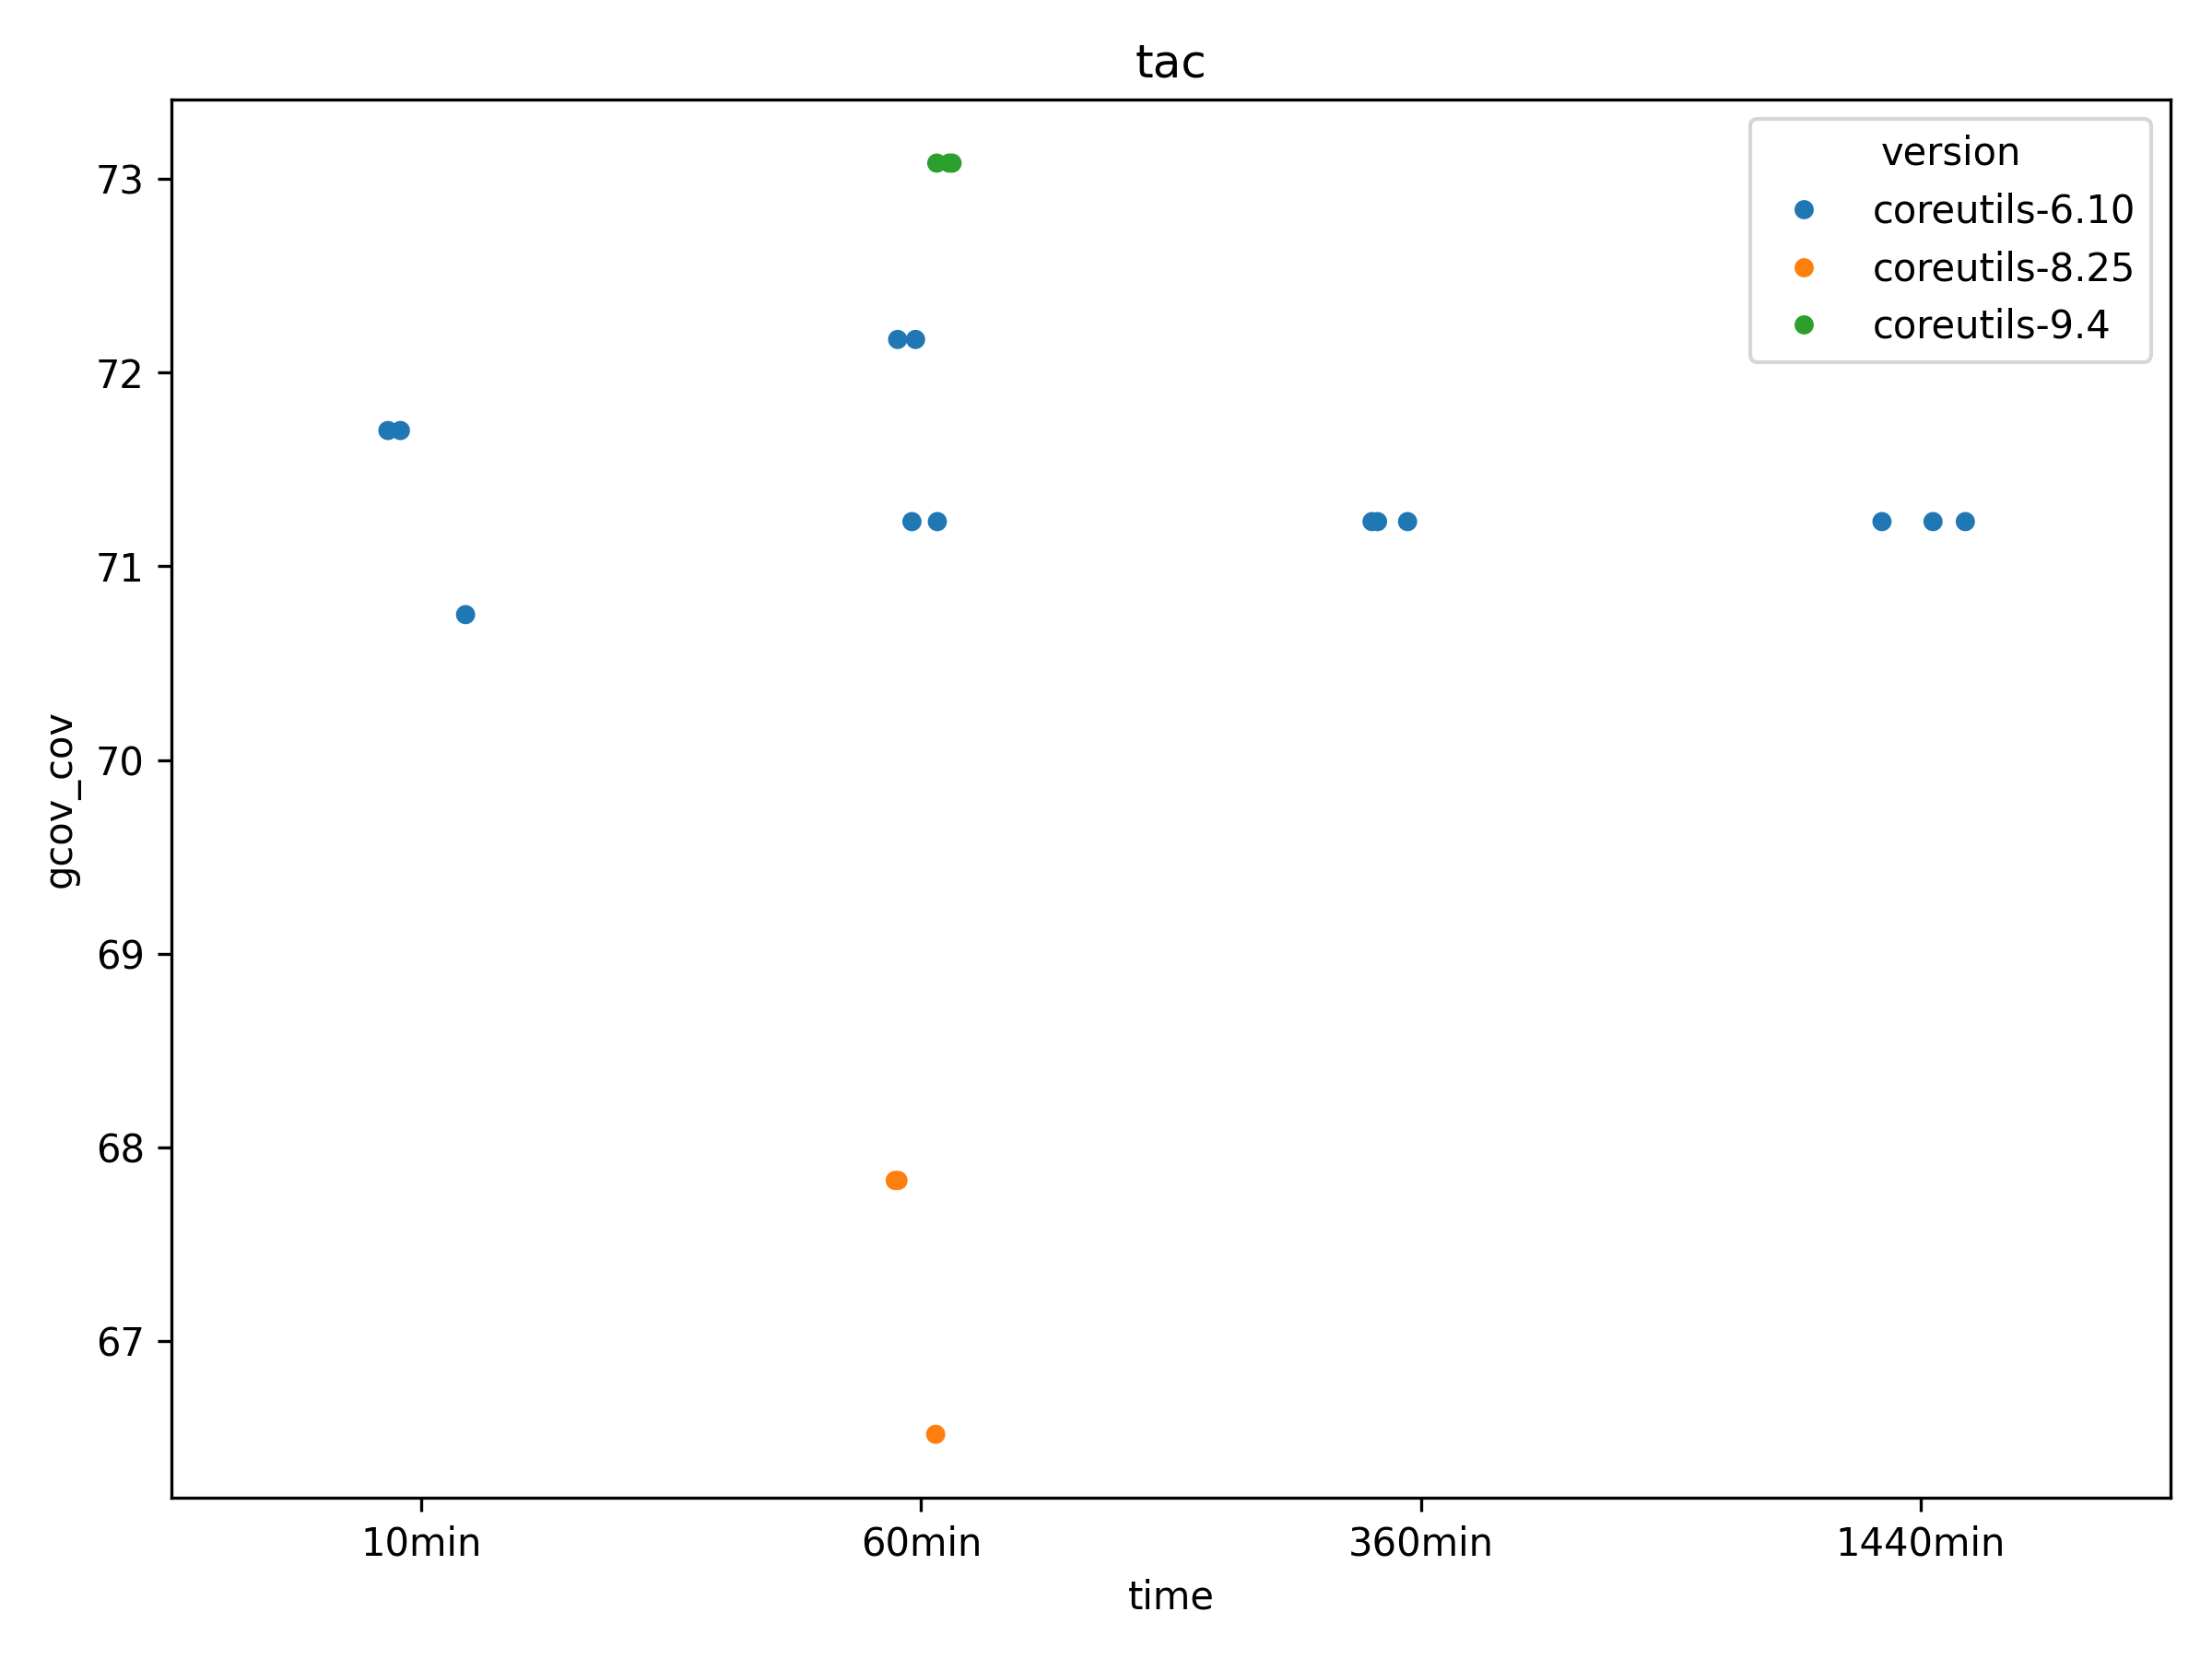 tac
version
coreutils-6.10
coreutils-8.25
coreutils-9.4
gcov_cov
73
72
71
70
69
68
67
10min
60min
360min
1440min
time